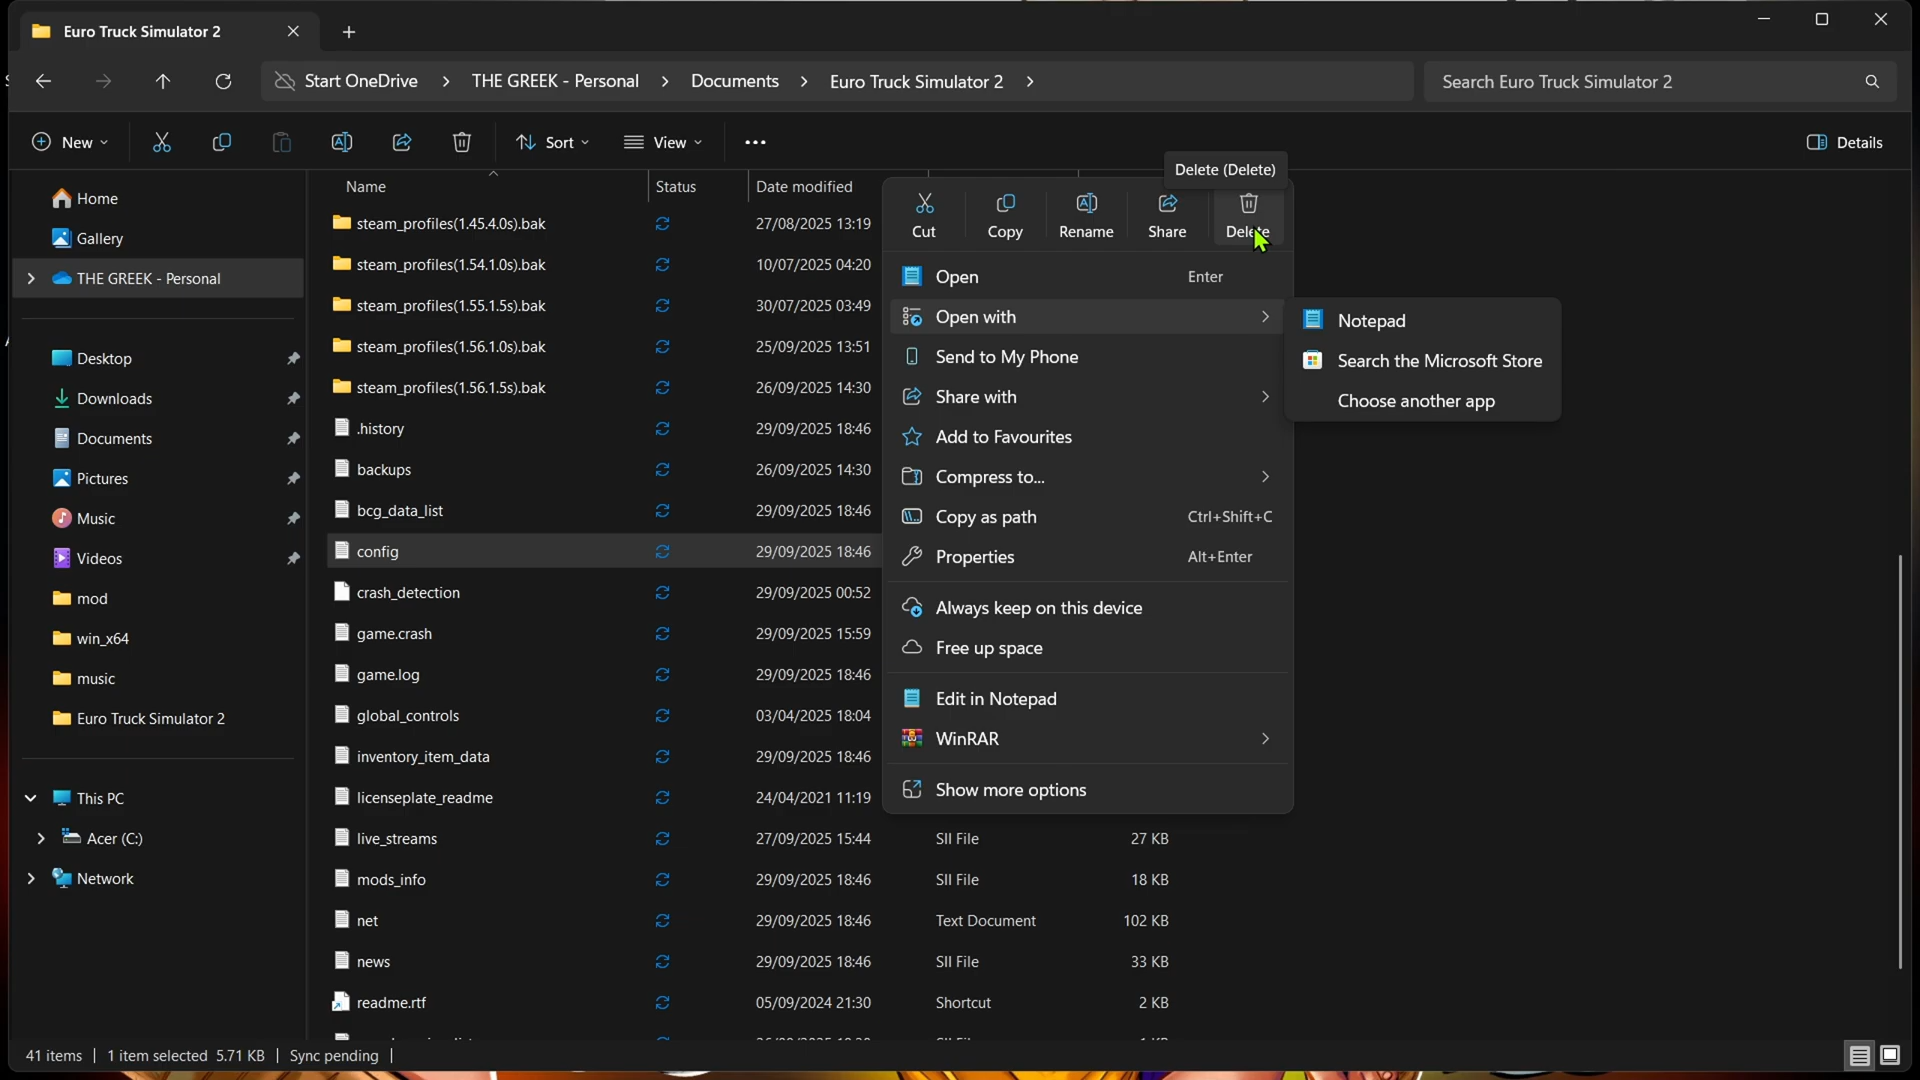 Euro Truck Simulator 2
Start OneDrive > THE GREEK - Personal > Documents > Euro Truck Simulator 2 >
Search Euro Truck Simulator 2
New
Sort
View
Details
Delete (Delete)
Home
Gallery
THE GREEK - Personal
Desktop
Downloads
Documents
Pictures
Music
Videos
mod
win_x64
music
Euro Truck Simulator 2
This PC
Acer (C:)
Network
Name Status Date modified
steam_profiles(1.45.4.0s).bak 27/08/2025 13:19
steam_profiles(1.54.1.0s).bak 10/07/2025 04:20
steam_profiles(1.55.1.5s).bak 30/07/2025 03:49
steam_profiles(1.56.1.0s).bak 25/09/2025 13:51
steam_profiles(1.56.1.5s).bak 26/09/2025 14:30
.history 29/09/2025 18:46
backups 26/09/2025 14:30
bcg_data_list 29/09/2025 18:46
config 29/09/2025 18:46
crash_detection 29/09/2025 00:52
game.crash 29/09/2025 15:59
game.log 29/09/2025 18:46
global_controls 03/04/2025 18:04
inventory_item_data 29/09/2025 18:46
licenseplate_readme 24/04/2021 11:19
live_streams 27/09/2025 15:44 SII File 27 KB
mods_info 29/09/2025 18:46 SII File 18 KB
net 29/09/2025 18:46 Text Document 102 KB
news 29/09/2025 18:46 SII File 33 KB
readme.rtf 05/09/2024 21:30 Shortcut 2 KB
Cut Copy Rename Share Delete
Open Enter
Open with
Send to My Phone
Share with
Add to Favourites
Compress to...
Copy as path Ctrl+Shift+C
Properties Alt+Enter
Always keep on this device
Free up space
Edit in Notepad
WinRAR
Show more options
Notepad
Search the Microsoft Store
Choose another app
41 items | 1 item selected 5.71 KB | Sync pending |